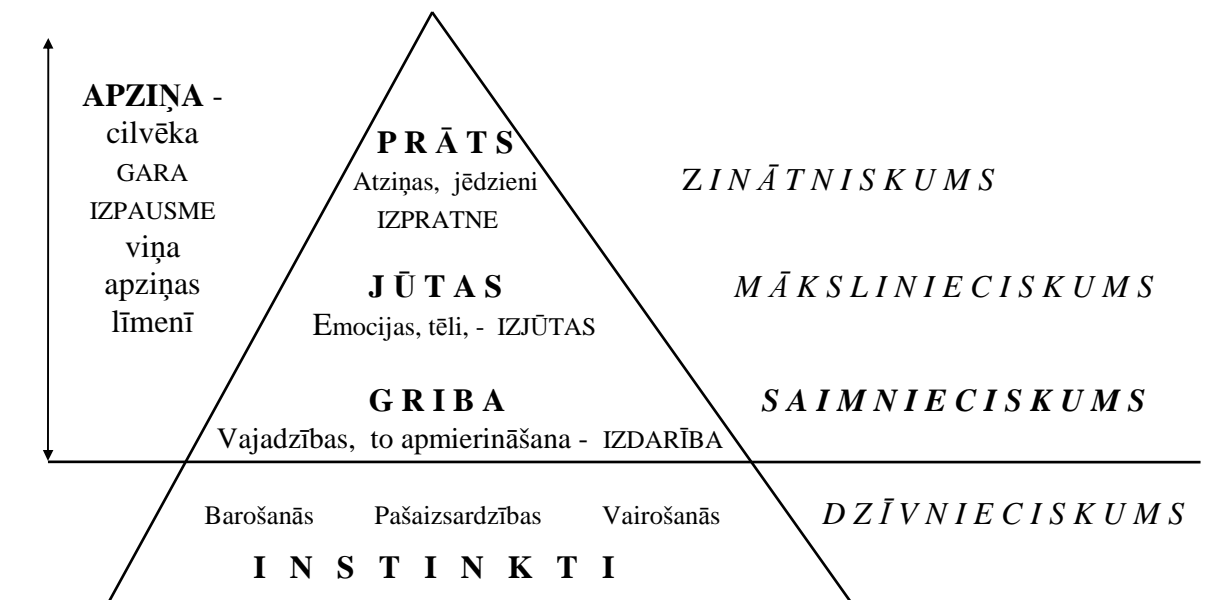 APZIŅA -
cilvēka
GARA
IZPAUSME
viņa
apziņas
līmenī
P R Ā T S
Atziņas, jēdzieni
IZPRATNE
Z I N Ā T N I S K U M S
J Ū T A S
Emocijas, tēli, - IZJŪTAS
M Ā K S L I N I E C I S K U M S
G R I B A
Vajadzības, to apmierināšana - IZDARĪBA
S A I M N I E C I S K U M S
Barošanās Pašaizsardzības Vairošanās
D Z Ī V N I E C I S K U M S
I N S T I N K T I